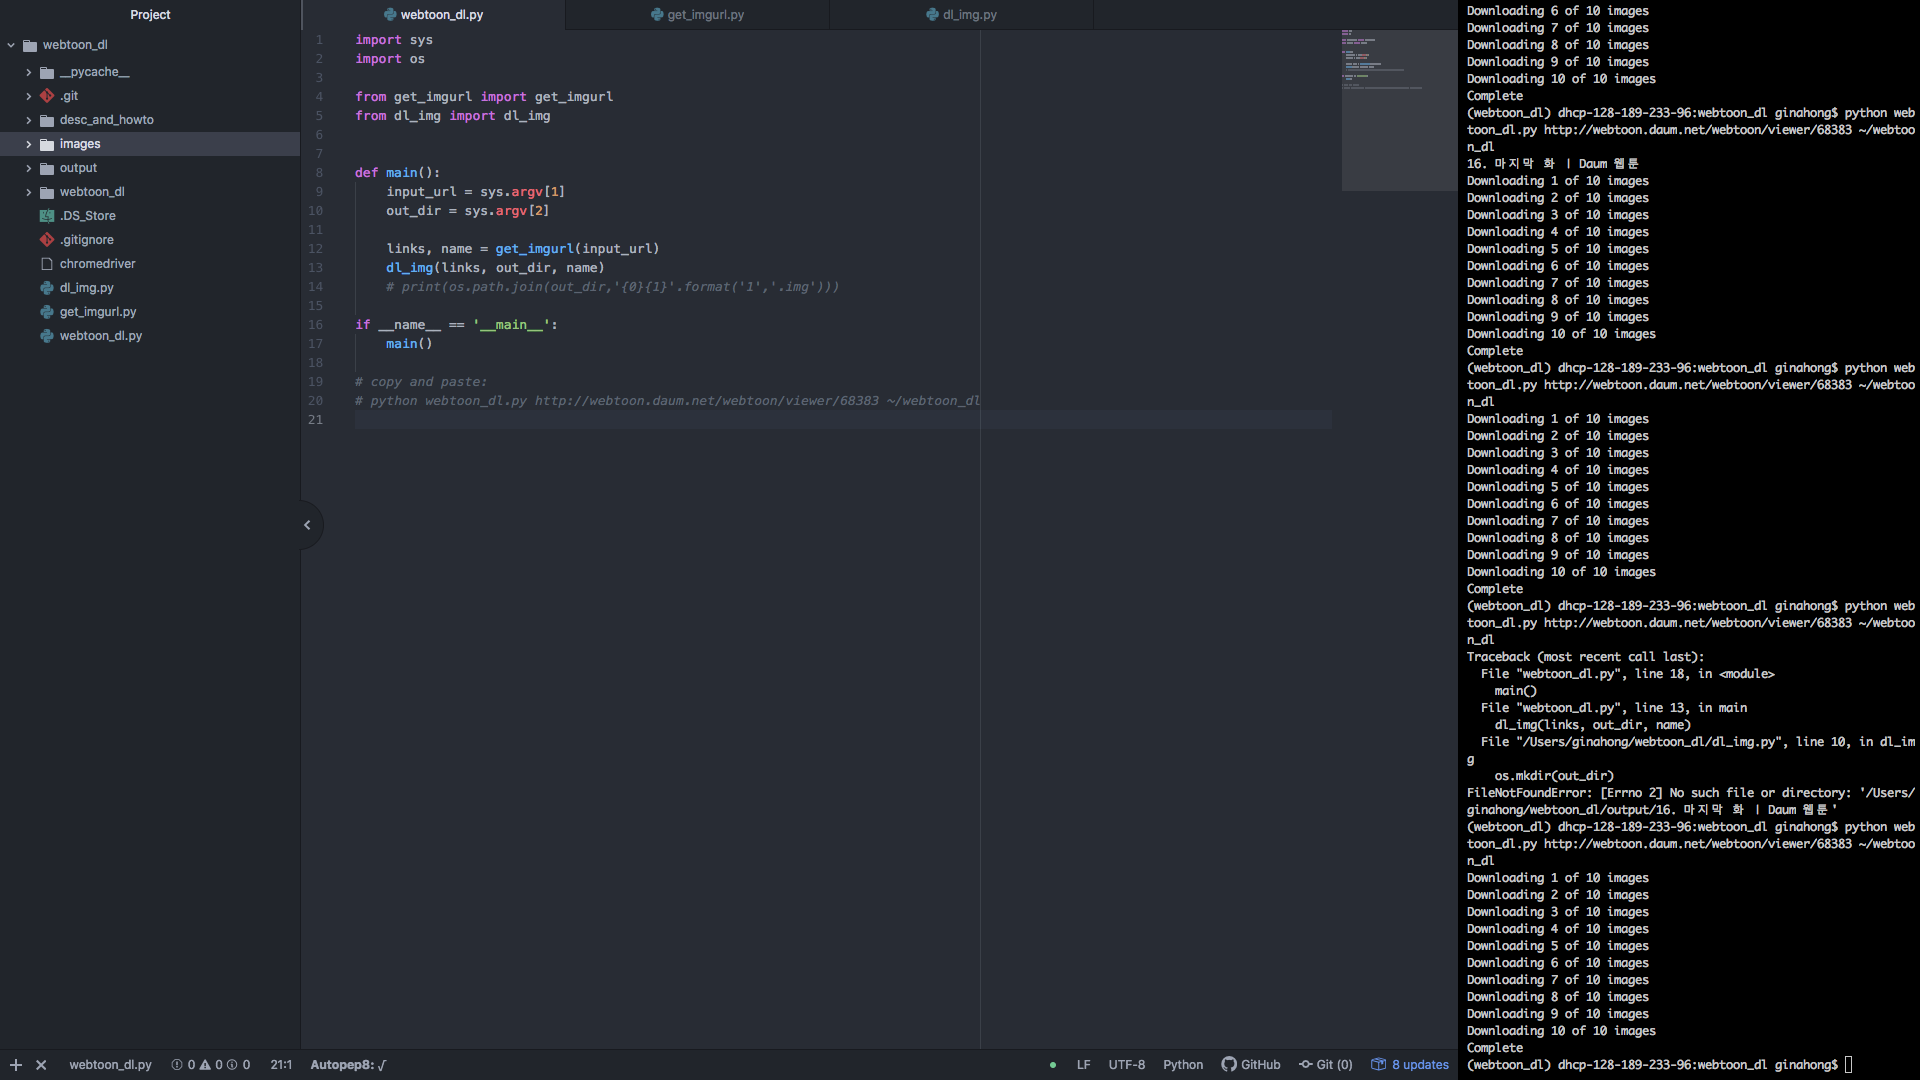 Project
webtoon_dl
__pycache__
.git
desc_and_howto
images
output
webtoon_dl
.DS_Store
.gitignore
chromedriver
dl_img.py
get_imgurl.py
webtoon_dl.py
webtoon_dl.py
get_imgurl.py
dl_img.py
1 import sys
2 import os
3
4 from get_imgurl import get_imgurl
5 from dl_img import dl_img
6
7
8 def main():
9 input_url = sys.argv[1]
10 out_dir = sys.argv[2]
11
12 links, name = get_imgurl(input_url)
13 dl_img(links, out_dir, name)
14 # print(os.path.join(out_dir,'{0}{1}'.format('1','.img')))
15
16 if __name__ == '__main__':
17 main()
18
19 # copy and paste:
20 # python webtoon_dl.py http://webtoon.daum.net/webtoon/viewer/68383 ~/webtoon_dl
21
webtoon_dl.py 0 0 0 21:1 Autopep8: √
LF UTF-8 Python GitHub Git (0) 8 updates
Downloading 6 of 10 images
Downloading 7 of 10 images
Downloading 8 of 10 images
Downloading 9 of 10 images
Downloading 10 of 10 images
Complete
(webtoon_dl) dhcp-128-189-233-96:webtoon_dl ginahong$ python web
toon_dl.py http://webtoon.daum.net/webtoon/viewer/68383 ~/webtoo
n_dl
16. 마지막 화 | Daum 웹툰
Downloading 1 of 10 images
Downloading 2 of 10 images
Downloading 3 of 10 images
Downloading 4 of 10 images
Downloading 5 of 10 images
Downloading 6 of 10 images
Downloading 7 of 10 images
Downloading 8 of 10 images
Downloading 9 of 10 images
Downloading 10 of 10 images
Complete
(webtoon_dl) dhcp-128-189-233-96:webtoon_dl ginahong$ python web
toon_dl.py http://webtoon.daum.net/webtoon/viewer/68383 ~/webtoo
n_dl
Downloading 1 of 10 images
Downloading 2 of 10 images
Downloading 3 of 10 images
Downloading 4 of 10 images
Downloading 5 of 10 images
Downloading 6 of 10 images
Downloading 7 of 10 images
Downloading 8 of 10 images
Downloading 9 of 10 images
Downloading 10 of 10 images
Complete
(webtoon_dl) dhcp-128-189-233-96:webtoon_dl ginahong$ python web
toon_dl.py http://webtoon.daum.net/webtoon/viewer/68383 ~/webtoo
n_dl
Traceback (most recent call last):
File "webtoon_dl.py", line 18, in <module>
main()
File "webtoon_dl.py", line 13, in main
dl_img(links, out_dir, name)
File "/Users/ginahong/webtoon_dl/dl_img.py", line 10, in dl_im
g
os.mkdir(out_dir)
FileNotFoundError: [Errno 2] No such file or directory: '/Users/
ginahong/webtoon_dl/output/16. 마지막 화 | Daum 웹툰'
(webtoon_dl) dhcp-128-189-233-96:webtoon_dl ginahong$ python web
toon_dl.py http://webtoon.daum.net/webtoon/viewer/68383 ~/webtoo
n_dl
Downloading 1 of 10 images
Downloading 2 of 10 images
Downloading 3 of 10 images
Downloading 4 of 10 images
Downloading 5 of 10 images
Downloading 6 of 10 images
Downloading 7 of 10 images
Downloading 8 of 10 images
Downloading 9 of 10 images
Downloading 10 of 10 images
Complete
(webtoon_dl) dhcp-128-189-233-96:webtoon_dl ginahong$